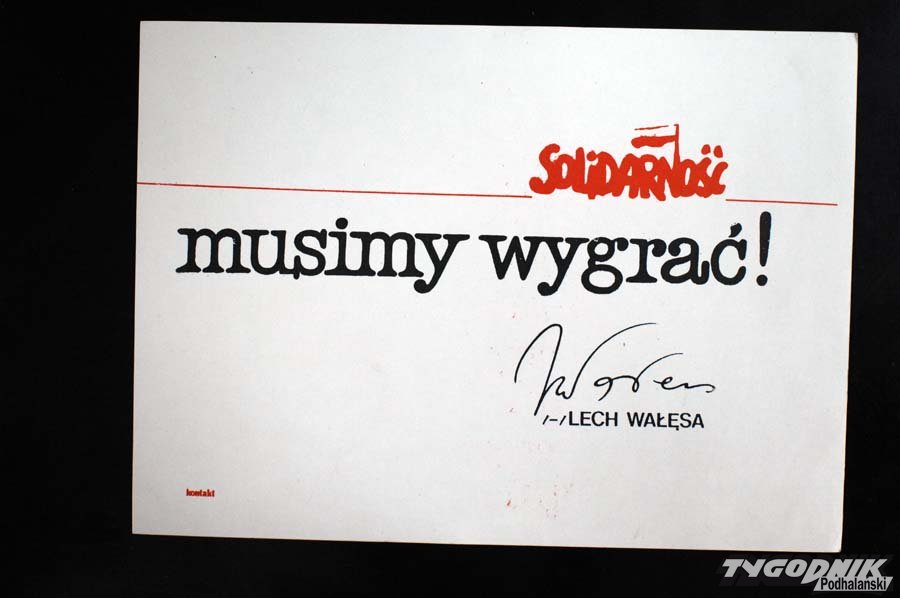 SOLiDARNOŚĆ
musimy wygrać!
/-/LECH WAŁĘSA
kontakt
TYGODNIK
Podhalański